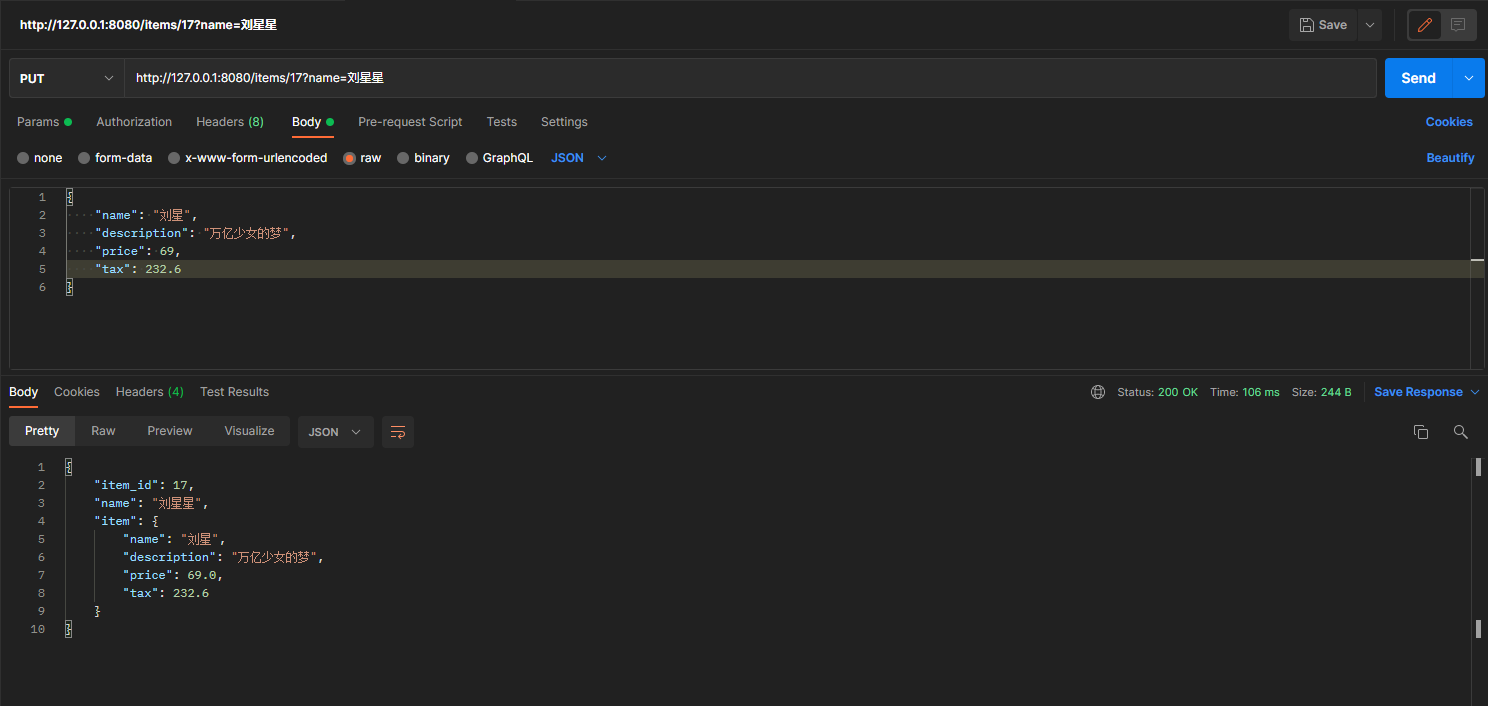 http://127.0.0.1:8080/items/17?name=刘星星
Save
PUT http://127.0.0.1:8080/items/17?name=刘星星 Send
Params Authorization Headers (8) Body Pre-request Script Tests Settings Cookies
none form-data x-www-form-urlencoded raw binary GraphQL JSON Beautify
1 {
2 "name": "刘星",
3 "description": "万亿少女的梦",
4 "price": 69,
5 "tax": 232.6
6 }
Body Cookies Headers (4) Test Results Status: 200 OK Time: 106 ms Size: 244 B Save Response
Pretty Raw Preview Visualize JSON
1 {
2 "item_id": 17,
3 "name": "刘星星",
4 "item": {
5 "name": "刘星",
6 "description": "万亿少女的梦",
7 "price": 69.0,
8 "tax": 232.6
9 }
10 }